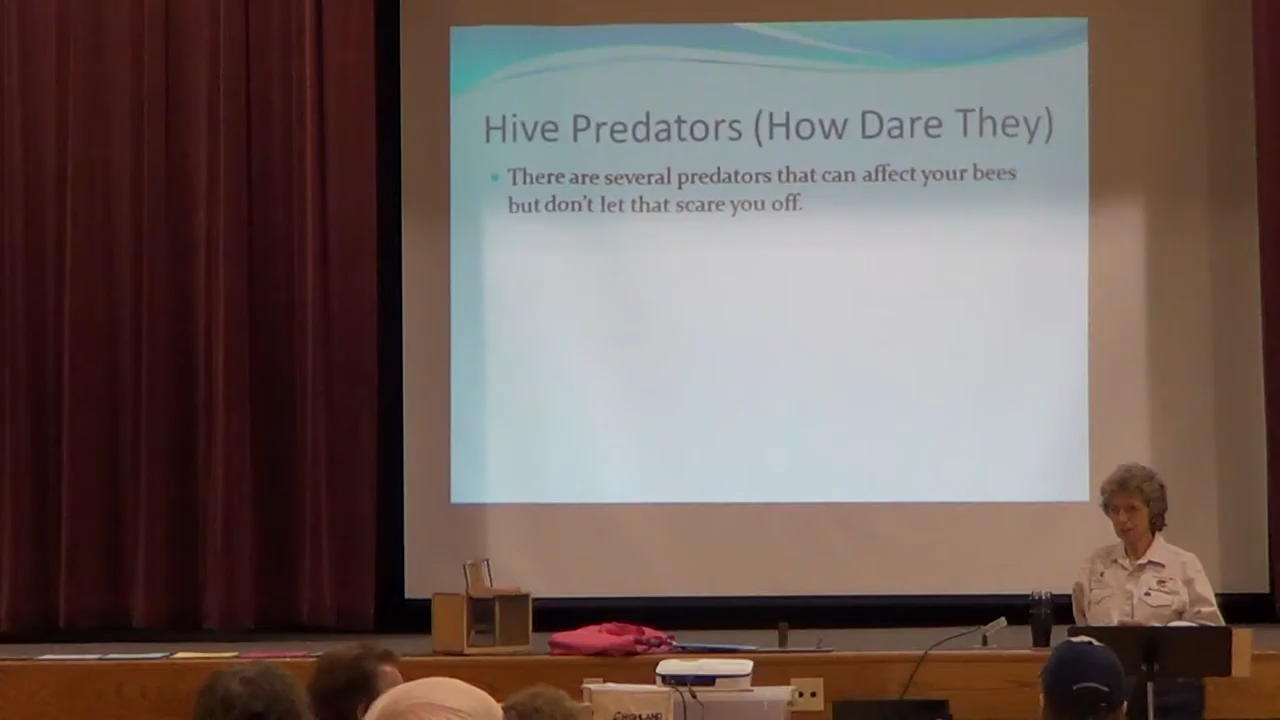 Hive Predators (How Dare They)
There are several predators that can affect your bees
but don't let that scare you off.
HIGHLAND